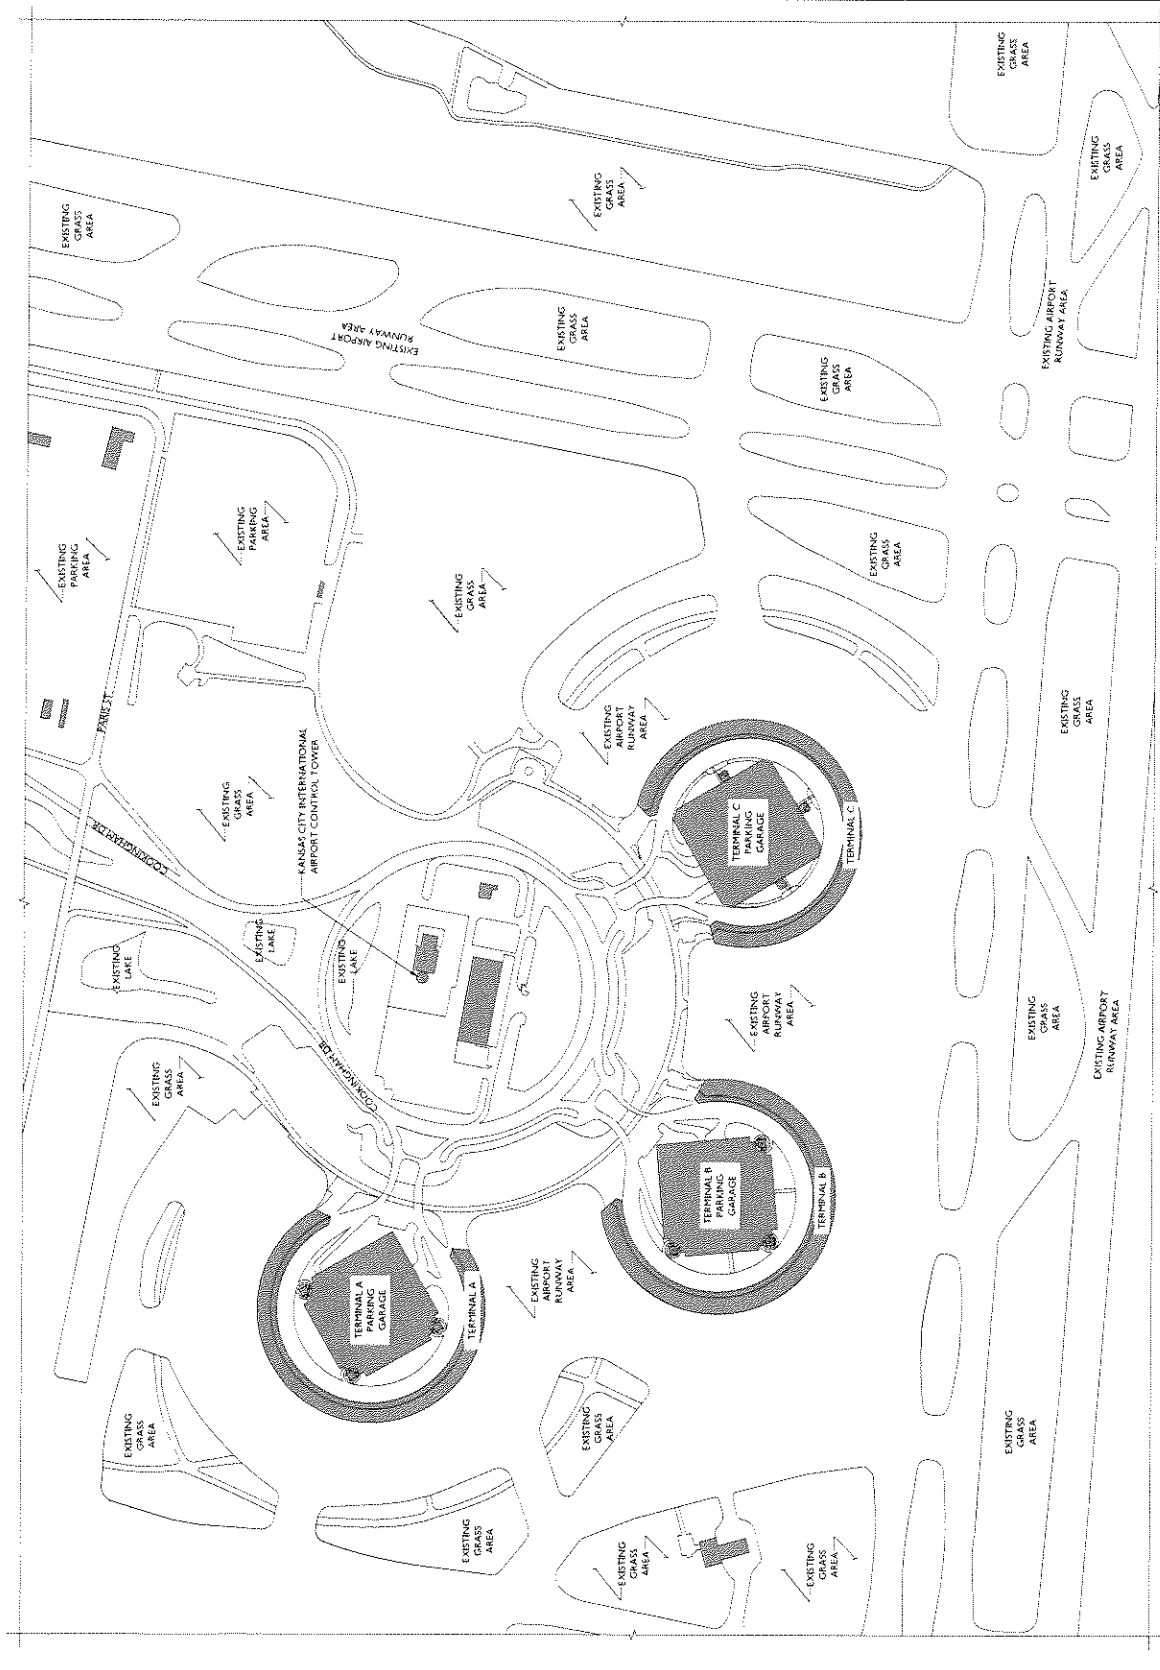 EXISTING
GRASS
AREA
EXISTING
GRASS
AREA
EXISTING
GRASS
AREA
EXISTING
GRASS
AREA
EXISTING AIRPORT
RUNWAY AREA
EXISTING
GRASS
AREA
EXISTING
GRASS
AREA
EXISTING AIRPORT
RUNWAY AREA
EXISTING
PARKING
AREA
EXISTING
PARKING
AREA
EXISTING
GRASS
AREA
EXISTING
GRASS
AREA
PARIS ST.
EXISTING
AIRPORT
RUNWAY
AREA
EXISTING
GRASS
AREA
EXISTING
GRASS
AREA
KANSAS CITY INTERNATIONAL
AIRPORT CONTROL TOWER
COOKINGHAM DR.
TERMINAL C
PARKING
GARAGE
TERMINAL C
EXISTING
LAKE
EXISTING
LAKE
EXISTING
LAKE
EXISTING
AIRPORT
RUNWAY
AREA
EXISTING
GRASS
AREA
EXISTING AIRPORT
RUNWAY AREA
COOKINGHAM DR.
EXISTING
GRASS
AREA
TERMINAL B
PARKING
GARAGE
TERMINAL B
TERMINAL A
PARKING
GARAGE
TERMINAL A
EXISTING
AIRPORT
RUNWAY
AREA
EXISTING
GRASS
AREA
EXISTING
GRASS
AREA
EXISTING
GRASS
AREA
EXISTING
GRASS
AREA
EXISTING
GRASS
AREA
EXISTING
GRASS
AREA